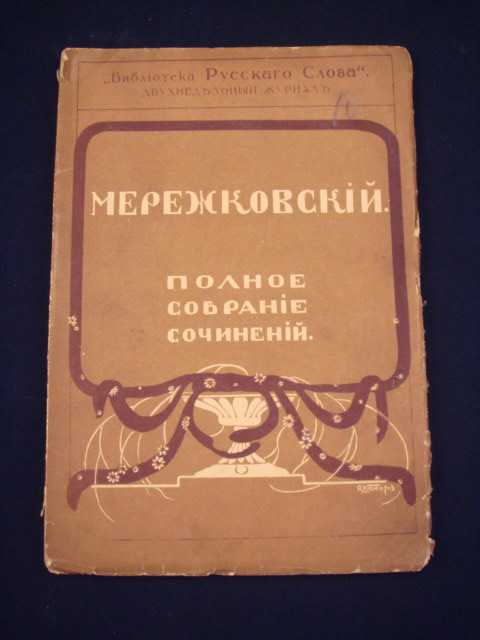 „Библіотека Русскаго Слова“.
двухнедѣльный журналъ
МЕРЕЖКОВСКІЙ.
ПОЛНОЕ
СОБРАНІЕ
СОЧИНЕНІЙ.